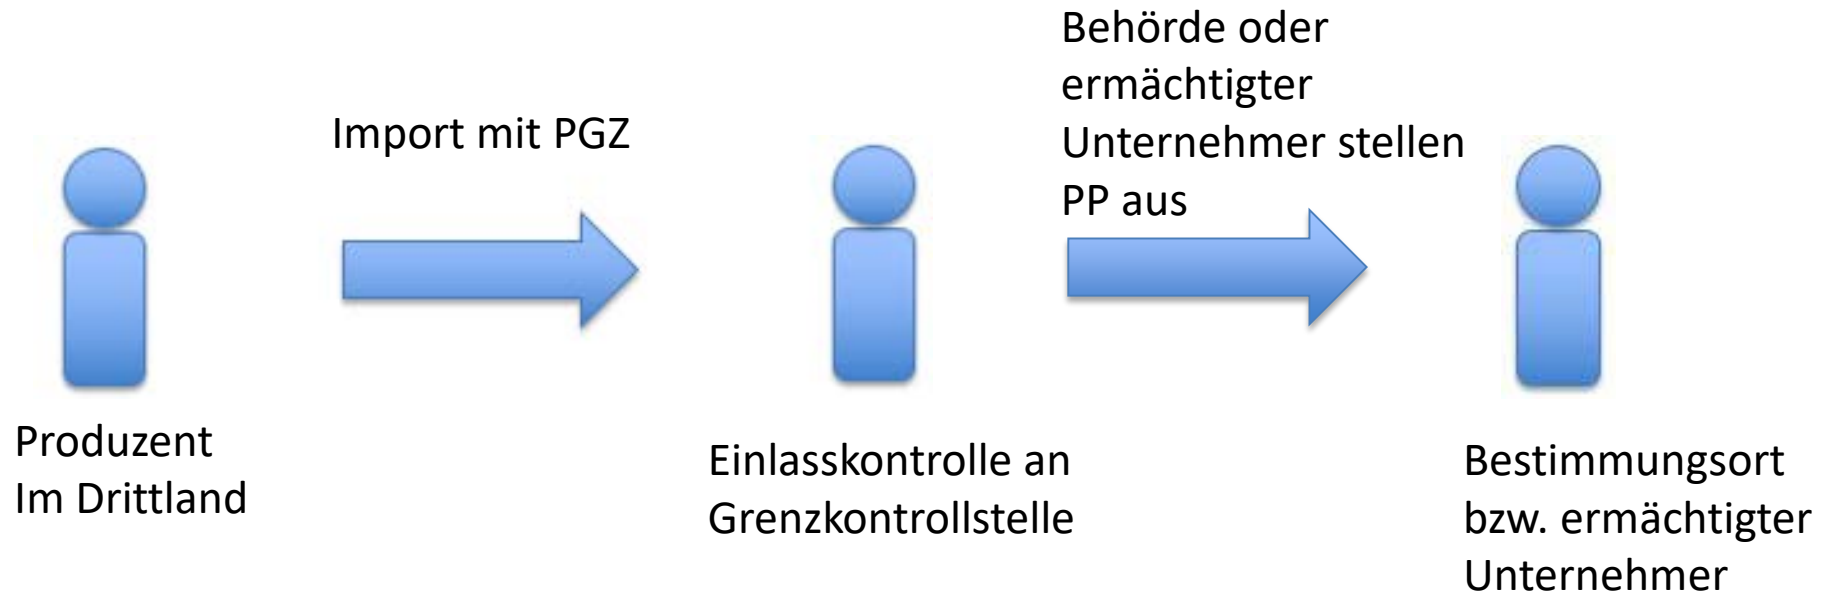 Import mit PGZ
Behörde oder
ermächtigter
Unternehmer stellen
PP aus
Produzent
Im Drittland
Einlasskontrolle an
Grenzkontrollstelle
Bestimmungsort
bzw. ermächtigter
Unternehmer